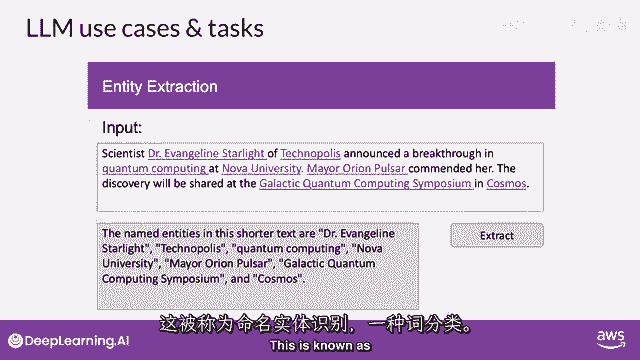 LLM use cases & tasks
Entity Extraction
Input:
Scientist Dr. Evangeline Starlight of Technopolis announced a breakthrough in
quantum computing at Nova University. Mayor Orion Pulsar commended her. The
discovery will be shared at the Galactic Quantum Computing Symposium in Cosmos.
The named entities in this shorter text are "Dr. Evangeline
Starlight", "Technopolis", "quantum computing", "Nova
University", "Mayor Orion Pulsar", "Galactic Quantum
Computing Symposium", and "Cosmos".
Extract
这被称为命名实体识别，一种词分类。
This is known as
DeepLearning.AI
aws